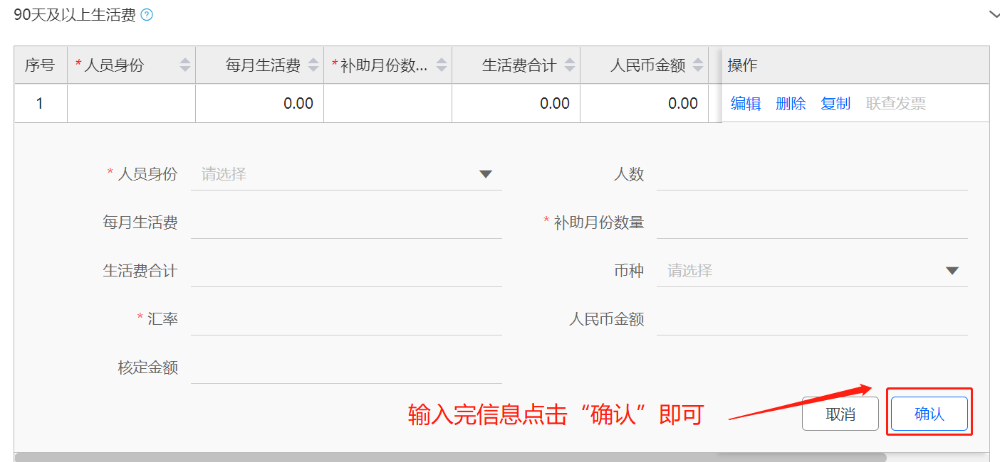 90天及以上生活费 ?
序号 * 人员身份 每月生活费 * 补助月份数... 生活费合计 人民币金额 操作
1 0.00 0.00 0.00 编辑 删除 复制 联查发票
* 人员身份 请选择 人数
每月生活费 * 补助月份数量
生活费合计 币种 请选择
* 汇率 人民币金额
核定金额
输入完信息点击“确认”即可 取消 确认